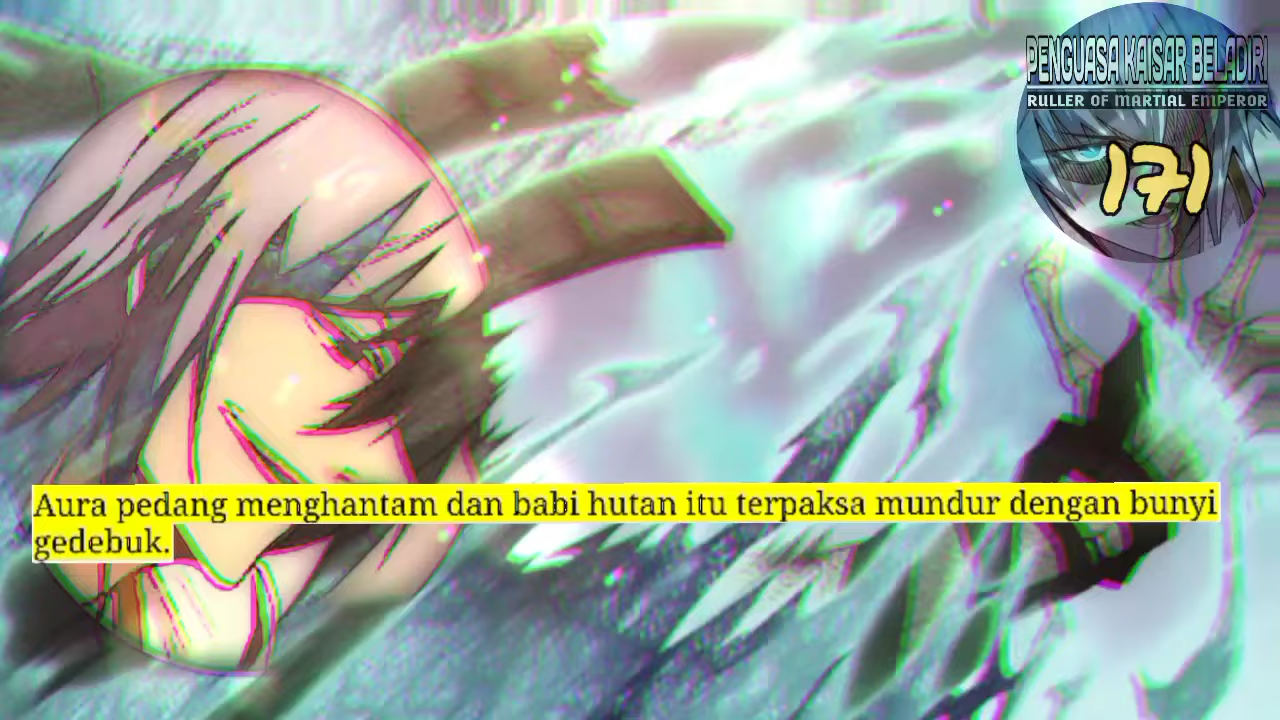 PENGUASA KAISAR BELADIRI
RULLER OF MARTIAL EMPEROR
171
Aura pedang menghantam dan babi hutan itu terpaksa mundur dengan bunyi
gedebuk.